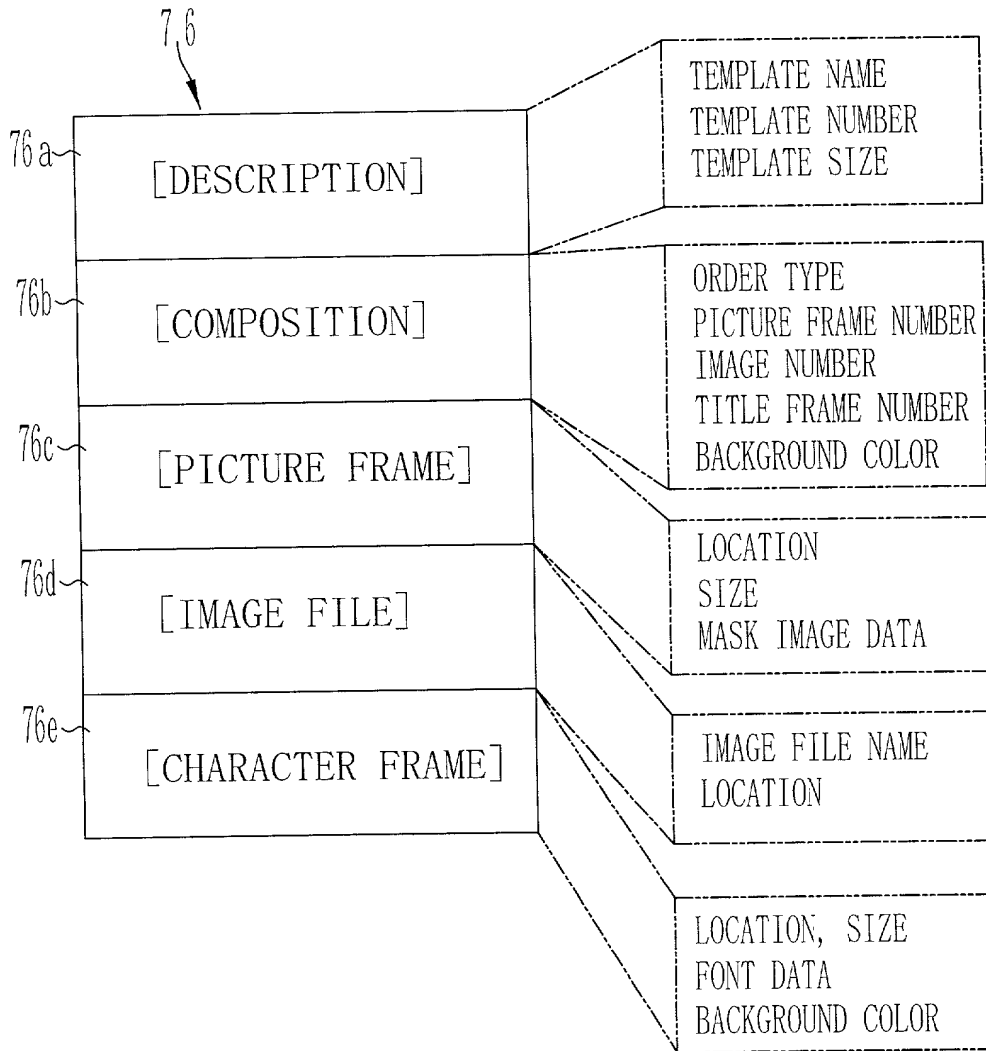 76
76a
[DESCRIPTION]
TEMPLATE NAME
TEMPLATE NUMBER
TEMPLATE SIZE
76b
[COMPOSITION]
ORDER TYPE
PICTURE FRAME NUMBER
IMAGE NUMBER
TITLE FRAME NUMBER
BACKGROUND COLOR
76c
[PICTURE FRAME]
LOCATION
SIZE
MASK IMAGE DATA
76d
[IMAGE FILE]
IMAGE FILE NAME
LOCATION
76e
[CHARACTER FRAME]
LOCATION, SIZE
FONT DATA
BACKGROUND COLOR